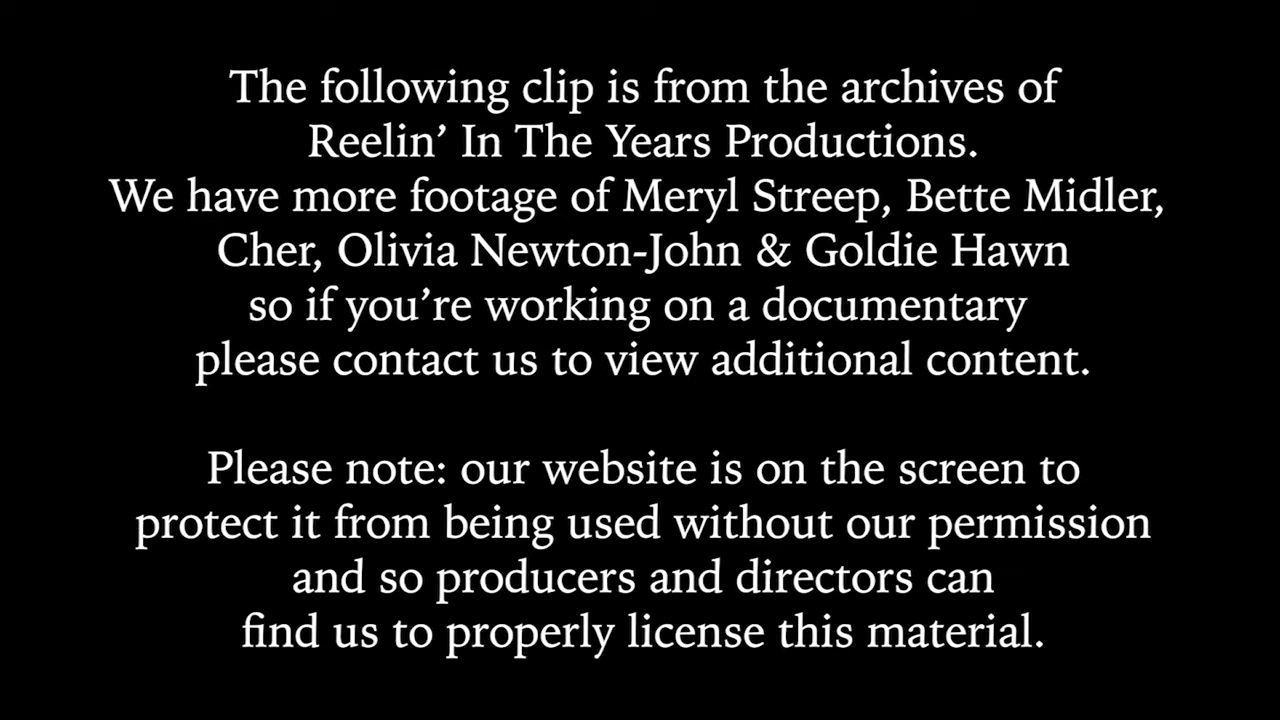 The following clip is from the archives of
Reelin’ In The Years Productions.
We have more footage of Meryl Streep, Bette Midler,
Cher, Olivia Newton-John & Goldie Hawn
so if you’re working on a documentary
please contact us to view additional content.
Please note: our website is on the screen to
protect it from being used without our permission
and so producers and directors can
find us to properly license this material.